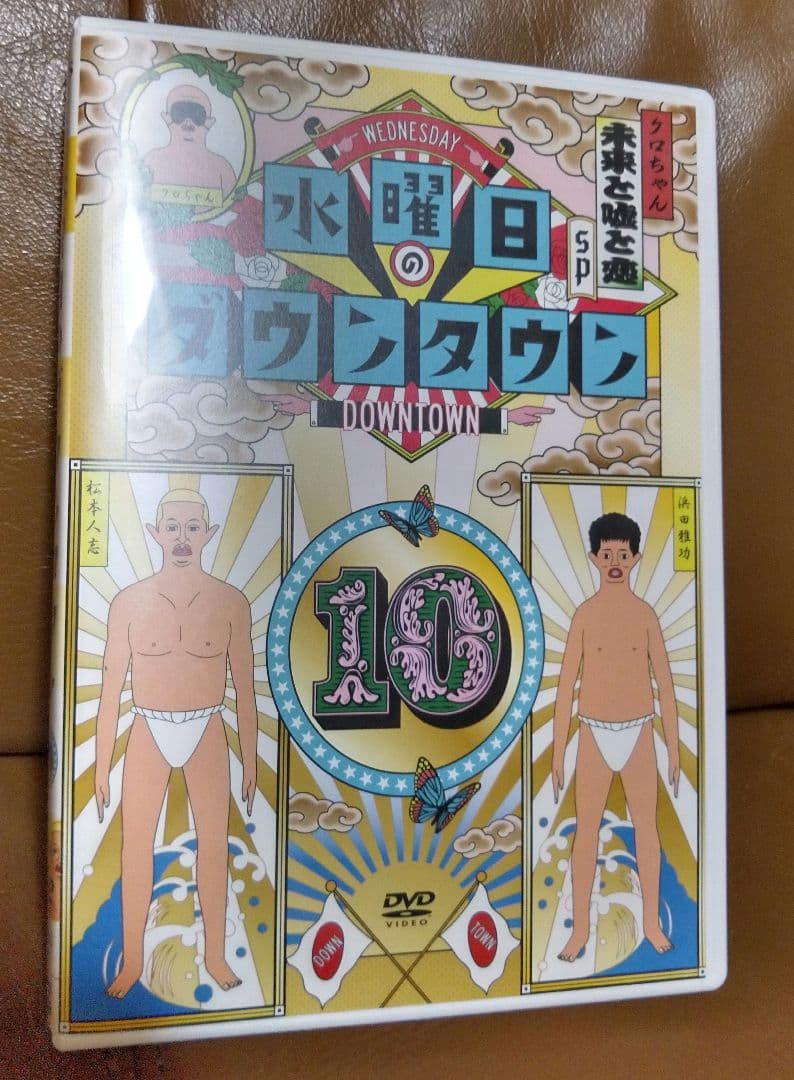 WEDNESDAY
水曜日
の
ダウンタウン
DOWNTOWN
クロちゃん
未来と嘘と恋
SP
クロちゃん
松本人志
浜田雅功
10
DVD
VIDEO
DOWN
TOWN